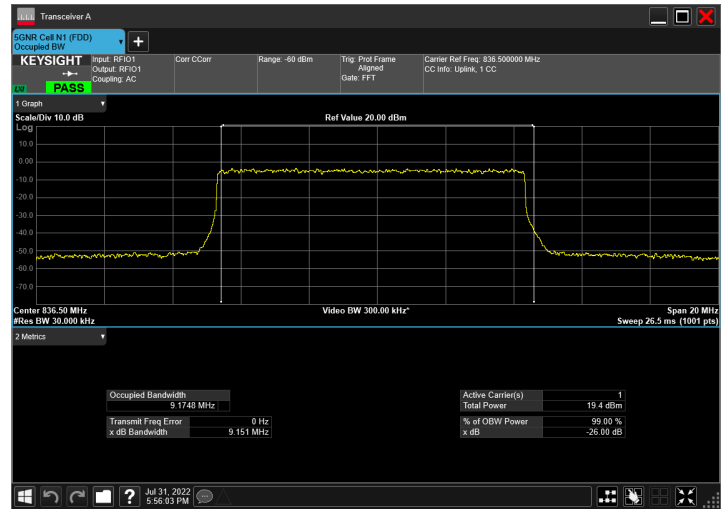 Transceiver A
5GNR Cell N1 (FDD)
Occupied BW
KEYSIGHT
LXI
PASS
Input: RFIO1
Output: RFIO1
Coupling: AC
Corr CCorr
Range: -60 dBm
Trig: Prot Frame
Aligned
Gate: FFT
Carrier Ref Freq: 836.500000 MHz
CC Info: Uplink, 1 CC
1 Graph
Scale/Div 10.0 dB
Ref Value 20.00 dBm
Log
10.0
0.00
-10.0
-20.0
-30.0
-40.0
-50.0
-60.0
-70.0
Center 836.50 MHz
Video BW 300.00 kHz*
Span 20 MHz
#Res BW 30.000 kHz
Sweep 26.5 ms (1001 pts)
2 Metrics
Occupied Bandwidth
9.1748 MHz
Transmit Freq Error 0 Hz
x dB Bandwidth 9.151 MHz
Active Carrier(s) 1
Total Power 19.4 dBm
% of OBW Power 99.00 %
x dB -26.00 dB
?
Jul 31, 2022
5:56:03 PM